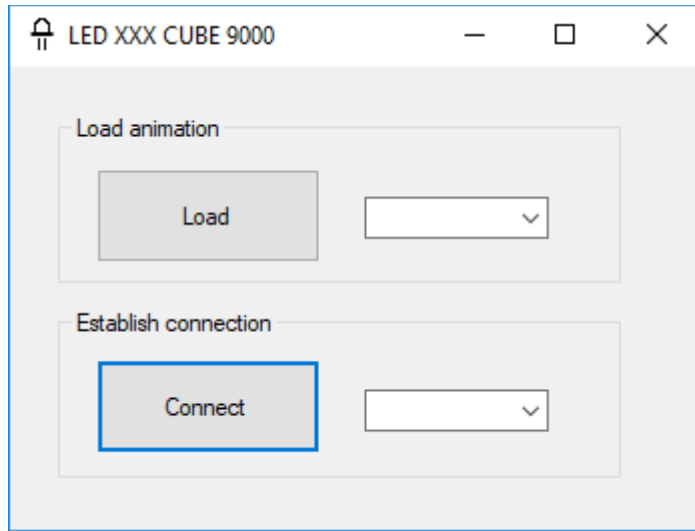 LED XXX CUBE 9000
Load animation
Load
Establish connection
Connect